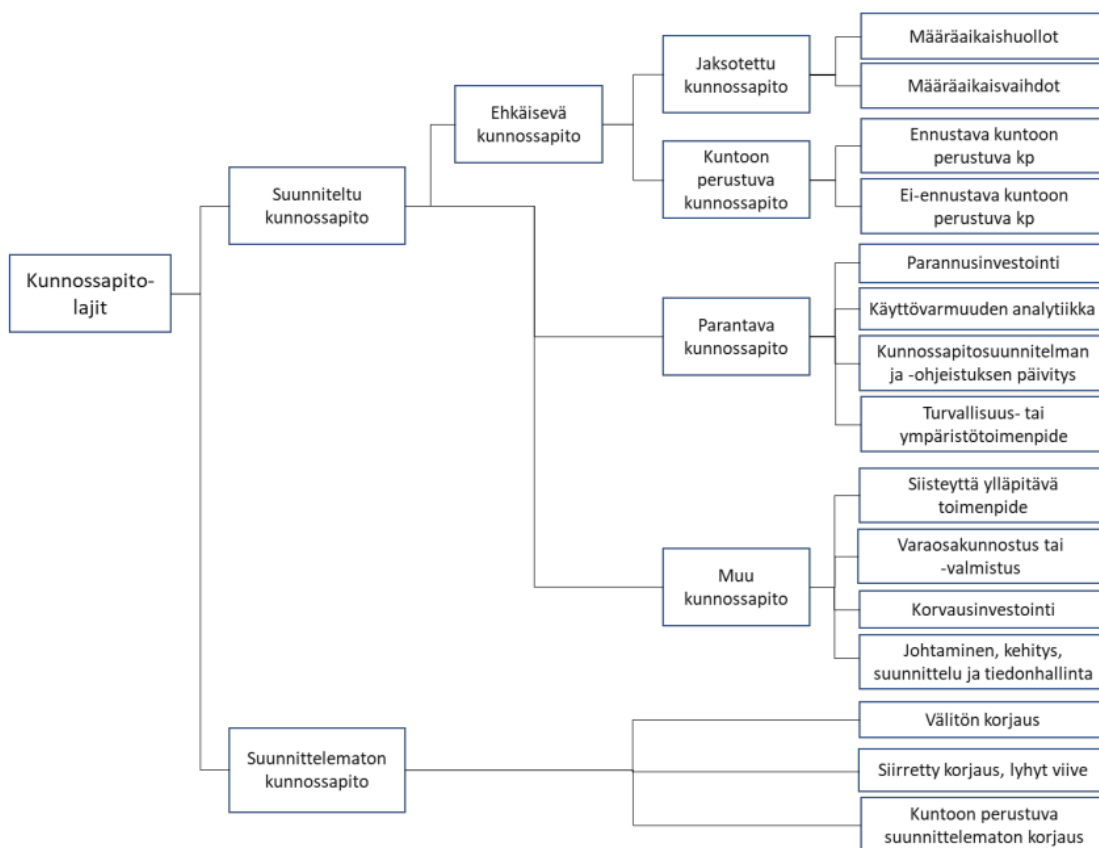 Kunnossapito-
lajit
Suunniteltu
kunnossapito
Ehkäisevä
kunnossapito
Jaksotettu
kunnossapito
Määräaikaishuollot
Määräaikaisvaihdot
Kuntoon
perustuva
kunnossapito
Ennustava kuntoon
perustuva kp
Ei-ennustava kuntoon
perustuva kp
Parantava
kunnossapito
Parannusinvestointi
Käyttövarmuuden analytiikka
Kunnossapitosuunnitelman
ja -ohjeistuksen päivitys
Turvallisuus- tai
ympäristötoimenpide
Muu
kunnossapito
Siisteyttä ylläpitävä
toimenpide
Varaosakunnostus tai
-valmistus
Korvausinvestointi
Johtaminen, kehitys,
suunnittelu ja tiedonhallinta
Suunnittelematon
kunnossapito
Välitön korjaus
Siirretty korjaus, lyhyt viive
Kuntoon perustuva
suunnittelematon korjaus